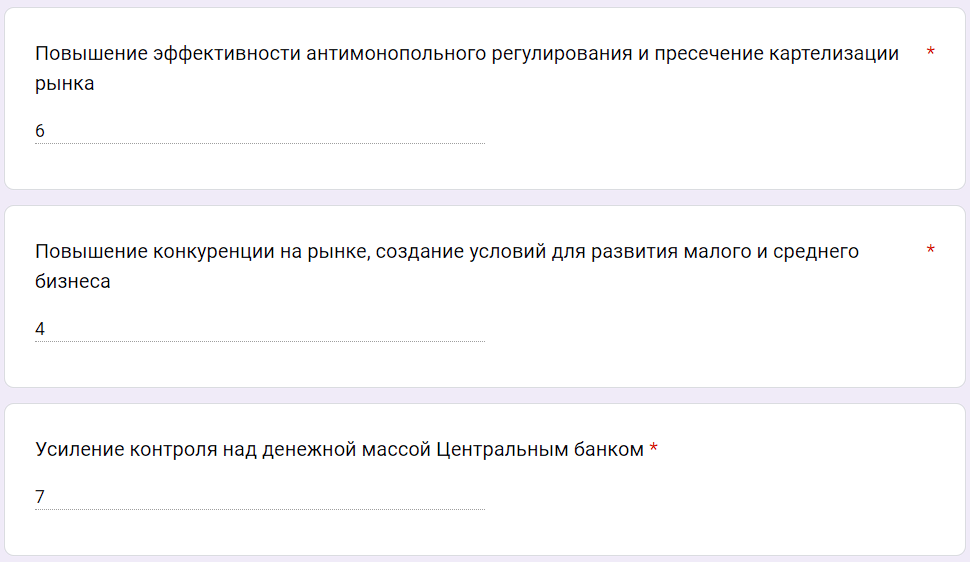 Повышение эффективности антимонопольного регулирования и пресечение картелизации *
рынка
6
Повышение конкуренции на рынке, создание условий для развития малого и среднего *
бизнеса
4
Усиление контроля над денежной массой Центральным банком *
7